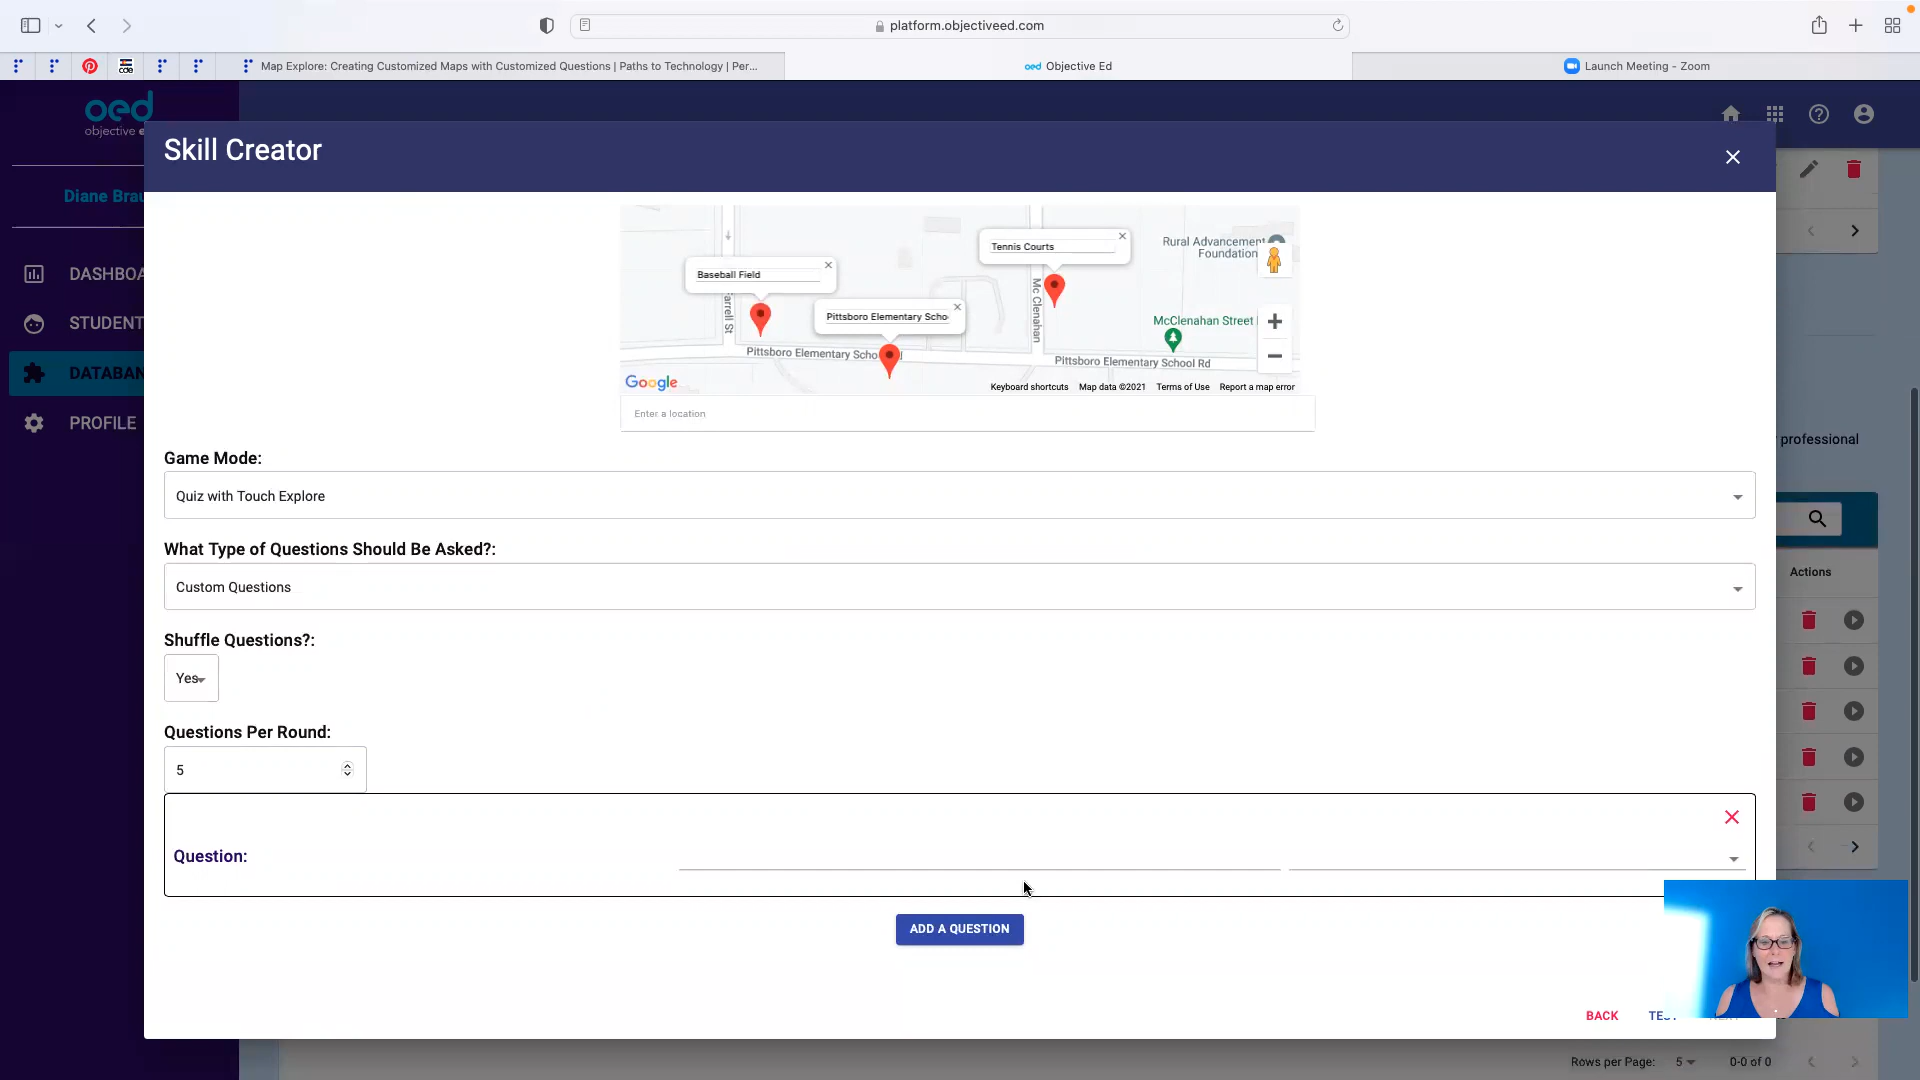 platform.objectiveed.com
Map Explore: Creating Customized Maps with Customized Questions | Paths to Technology | Per...
oed Objective Ed
Launch Meeting - Zoom
oed
objective e
Skill Creator
Diane Brau
DASHBOA
STUDENT
DATABAN
PROFILE
Tennis Courts
Rural Advancement
Foundation
Baseball Field
Pittsboro Elementary Scho
Mc Clenahan
McClenahan Street
Pittsboro Elementary Scho
Pittsboro Elementary School Rd
Google
Keyboard shortcuts Map data ©2021 Terms of Use Report a map error
Enter a location
professional
Game Mode:
Quiz with Touch Explore
What Type of Questions Should Be Asked?:
Custom Questions
Actions
Shuffle Questions?:
Yes
Questions Per Round:
5
Question:
ADD A QUESTION
BACK
Rows per Page: 5 0-0 of 0